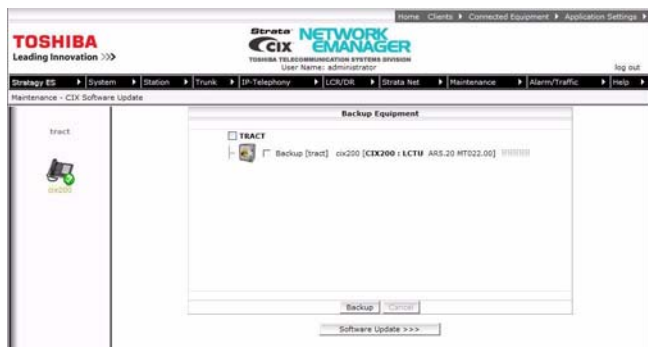 Home Clients Connected Equipment Application Settings
TOSHIBA
Leading Innovation >>>
Strata CIX NETWORK EMANAGER
TOSHIBA TELECOMMUNICATION SYSTEMS DIVISION
User Name: administrator
log out
Strategy ES System Station Trunk IP-Telephony LCR/DR Strata Net Maintenance Alarm/Traffic Help
Maintenance - CIX Software Update
tract
cix200
Backup Equipment
TRACT
Backup [tract] cix200 [CIX200 : LCTU AR5.20 MT022.00]
Backup Cancel
Software Update >>>